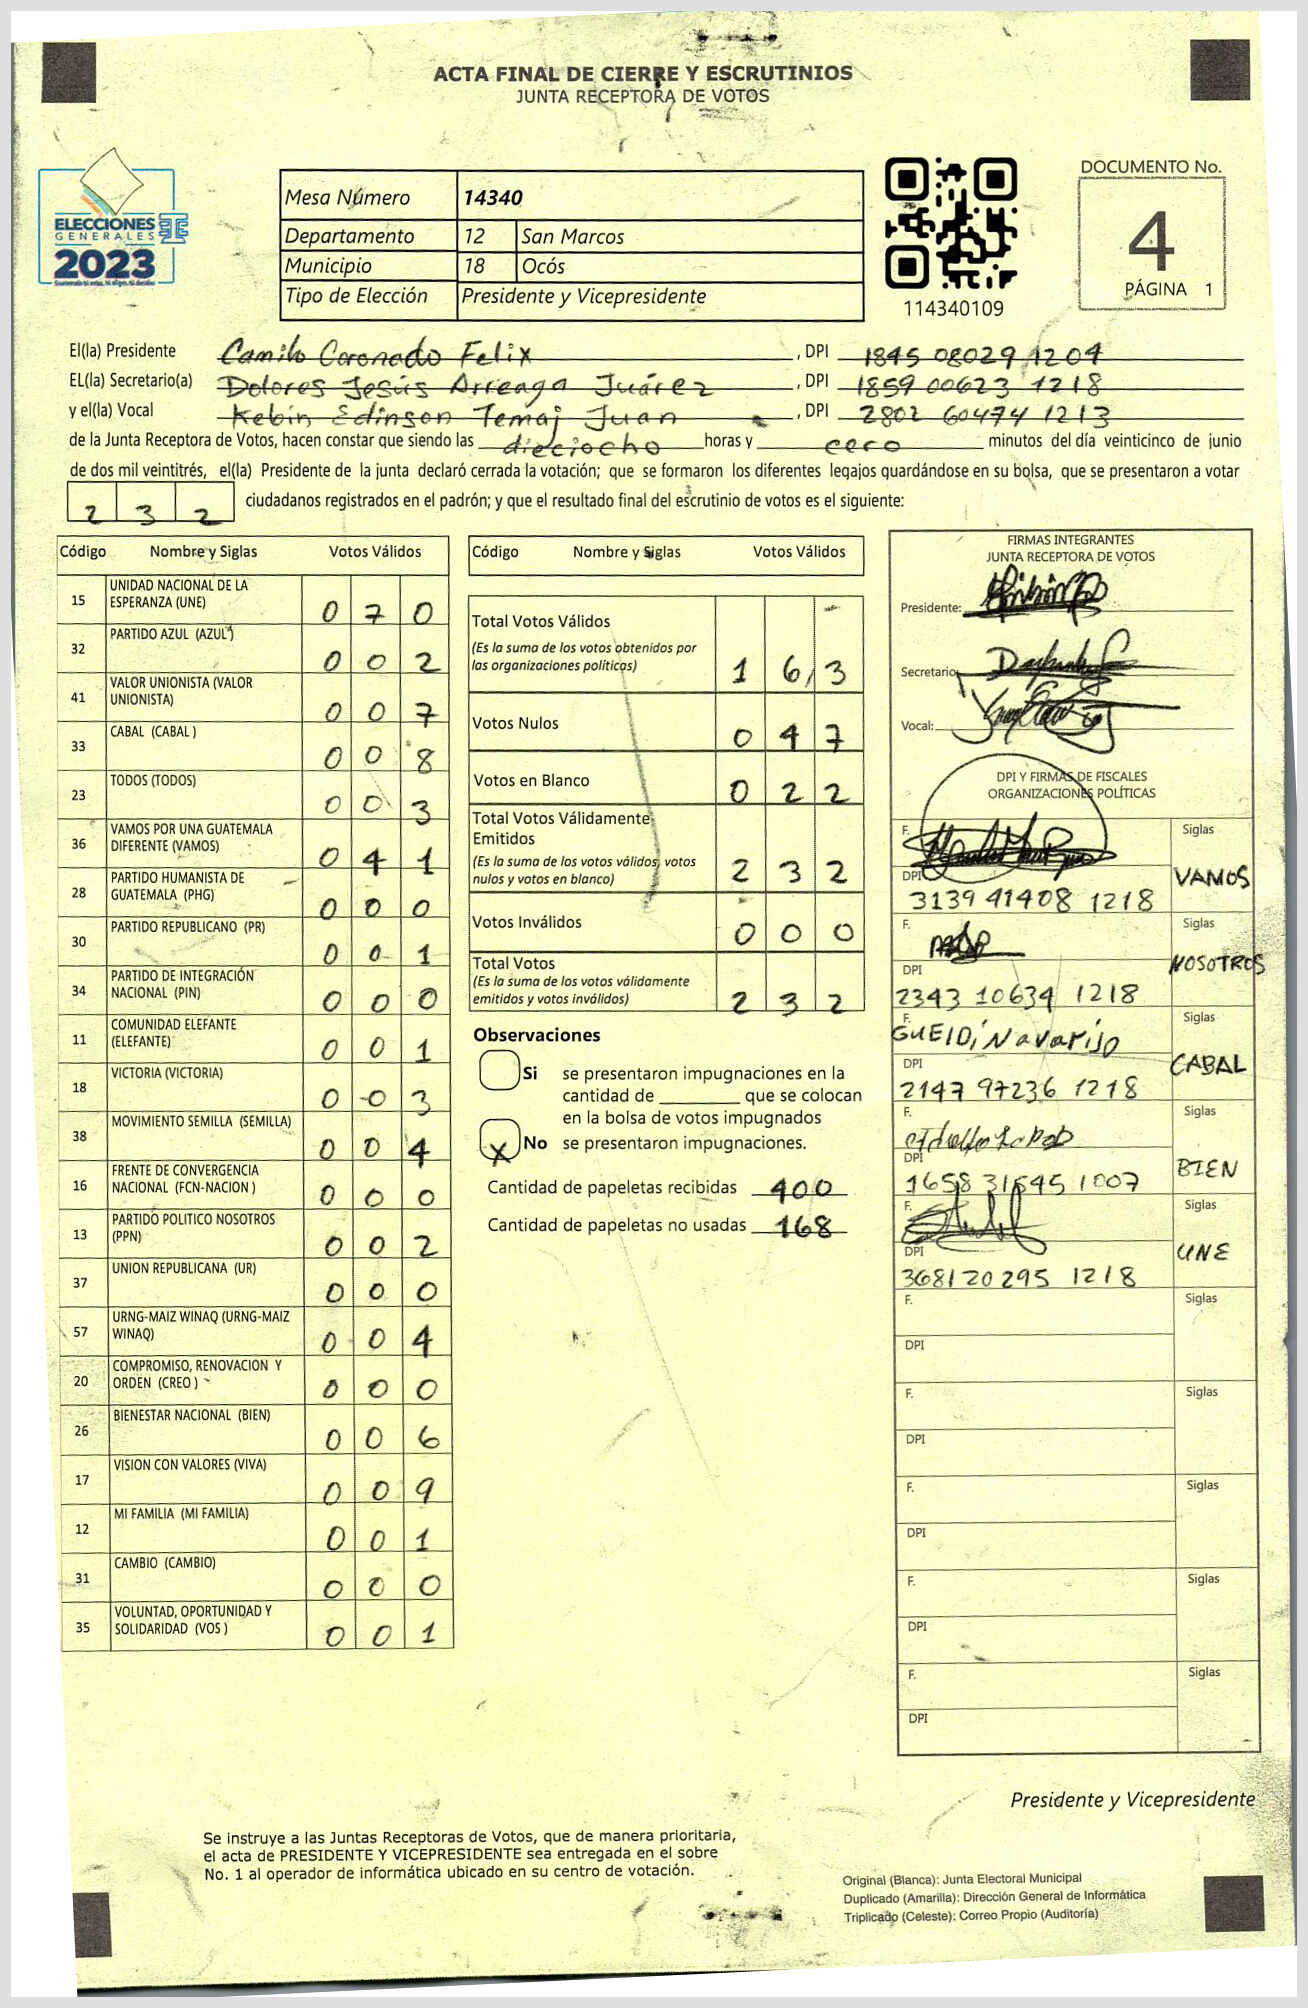 ACTA FINAL DE CIERRE Y ESCRUTINIOS
JUNTA RECEPTORA DE VOTOS
ELECCIONES
GENERALES
2023
Mesa Número 14340
Departamento 12 San Marcos
Municipio 18 Ocós
Tipo de Elección Presidente y Vicepresidente
114340109
DOCUMENTO No.
4
PÁGINA 1
El(la) Presidente Camilo Coronado Felix , DPI 1845 08029 1204
EL(la) Secretario(a) Dolores Jesús Arreaga Juárez , DPI 1859 00623 1218
y el(la) Vocal Kebin Edinson Temaj Juan , DPI 2802 60474 1213
de la Junta Receptora de Votos, hacen constar que siendo las dieciocho horas y cero minutos del día veinticinco de junio
de dos mil veintitrés, el(la) Presidente de la junta declaró cerrada la votación; que se formaron los diferentes legajos quardándose en su bolsa, que se presentaron a votar
2 3 2 ciudadanos registrados en el padrón; y que el resultado final del escrutinio de votos es el siguiente:
Código Nombre y Siglas Votos Válidos
15 UNIDAD NACIONAL DE LA ESPERANZA (UNE) 0 7 0
32 PARTIDO AZUL (AZUL) 0 0 2
41 VALOR UNIONISTA (VALOR UNIONISTA) 0 0 7
33 CABAL (CABAL ) 0 0 8
23 TODOS (TODOS) 0 0 3
36 VAMOS POR UNA GUATEMALA DIFERENTE (VAMOS) 0 4 1
28 PARTIDO HUMANISTA DE GUATEMALA (PHG) 0 0 0
30 PARTIDO REPUBLICANO (PR) 0 0 1
34 PARTIDO DE INTEGRACIÓN NACIONAL (PIN) 0 0 0
11 COMUNIDAD ELEFANTE (ELEFANTE) 0 0 1
18 VICTORIA (VICTORIA) 0 0 3
38 MOVIMIENTO SEMILLA (SEMILLA) 0 0 4
16 FRENTE DE CONVERGENCIA NACIONAL (FCN-NACION ) 0 0 0
13 PARTIDO POLITICO NOSOTROS (PPN) 0 0 2
37 UNION REPUBLICANA (UR) 0 0 0
57 URNG-MAIZ WINAQ (URNG-MAIZ WINAQ) 0 0 4
20 COMPROMISO, RENOVACION Y ORDEN (CREO ) 0 0 0
26 BIENESTAR NACIONAL (BIEN) 0 0 6
17 VISION CON VALORES (VIVA) 0 0 9
12 MI FAMILIA (MI FAMILIA) 0 0 1
31 CAMBIO (CAMBIO) 0 0 0
35 VOLUNTAD, OPORTUNIDAD Y SOLIDARIDAD (VOS ) 0 0 1
Código Nombre y Siglas Votos Válidos
Total Votos Válidos
(Es la suma de los votos obtenidos por
las organizaciones políticas) 1 6 3
Votos Nulos 0 4 7
Votos en Blanco 0 2 2
Total Votos Válidamente
Emitidos
(Es la suma de los votos válidos, votos
nulos y votos en blanco) 2 3 2
Votos Inválidos 0 0 0
Total Votos
(Es la suma de los votos válidamente
emitidos y votos inválidos) 2 3 2
Observaciones
Si se presentaron impugnaciones en la
cantidad de ________ que se colocan
en la bolsa de votos impugnados
X No se presentaron impugnaciones.
Cantidad de papeletas recibidas 400
Cantidad de papeletas no usadas 168
FIRMAS INTEGRANTES
JUNTA RECEPTORA DE VOTOS
Presidente:
Secretario:
Vocal:
DPI Y FIRMAS DE FISCALES
ORGANIZACIONES POLÍTICAS
F. Siglas
DPI VAMOS
3139 41408 1218
F. Siglas
NOSOTROS
DPI
2343 10634 1218
F. Siglas
GUEIDi Navarijo
DPI CABAL
2147 97236 1218
F. Siglas
DPI BIEN
1658 31545 1007
F. Siglas
DPI UNE
3681 20295 1218
F. Siglas
DPI
F. Siglas
DPI
F. Siglas
DPI
F. Siglas
DPI
F. Siglas
DPI
Presidente y Vicepresidente
Se instruye a las Juntas Receptoras de Votos, que de manera prioritaria,
el acta de PRESIDENTE Y VICEPRESIDENTE sea entregada en el sobre
No. 1 al operador de informática ubicado en su centro de votación.
Original (Blanca): Junta Electoral Municipal
Duplicado (Amarilla): Dirección General de Informática
Triplicado (Celeste): Correo Propio (Auditoría)